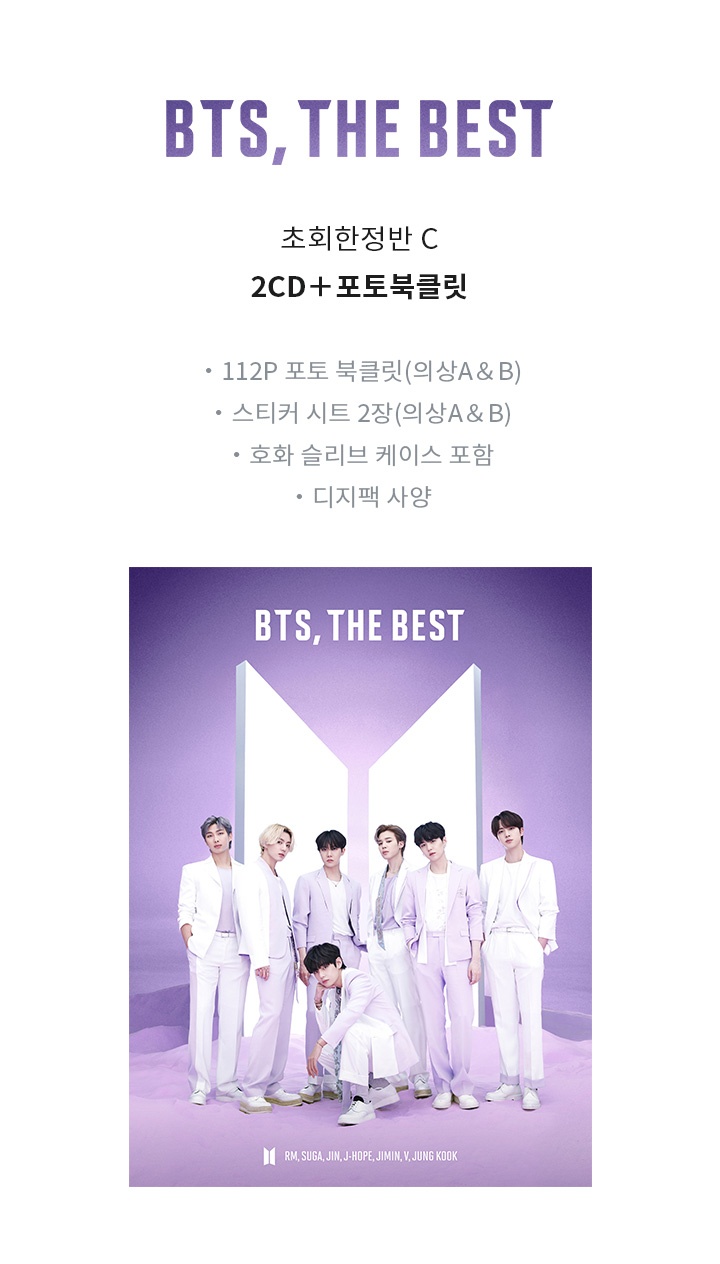 BTS, THE BEST
초회한정반 C
2CD＋포토북클릿
・112P 포토 북클릿(의상A＆B)
・스티커 시트 2장(의상A＆B)
・호화 슬리브 케이스 포함
・디지팩 사양
BTS, THE BEST
RM, SUGA, JIN, J-HOPE, JIMIN, V, JUNG KOOK